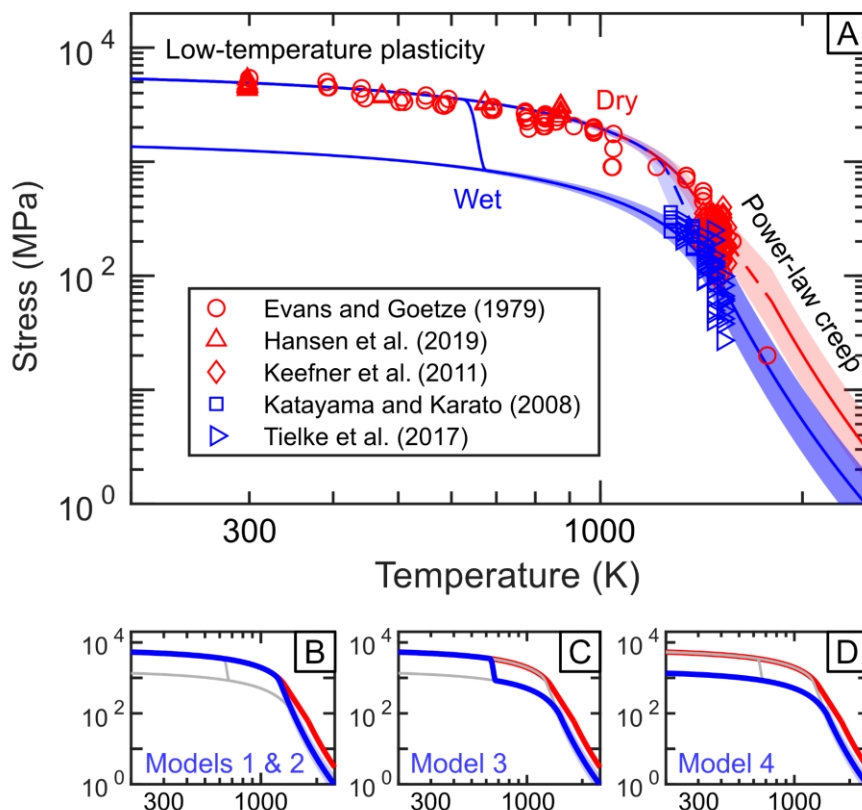 A
Low-temperature plasticity
Dry
Wet
Power-law creep
Evans and Goetze (1979)
Hansen et al. (2019)
Keefner et al. (2011)
Katayama and Karato (2008)
Tielke et al. (2017)
Stress (MPa)
10^4
10^2
10^0
300
1000
Temperature (K)
B
10^4
10^2
10^0
Models 1 & 2
300
1000
C
10^4
10^2
10^0
Model 3
300
1000
D
10^4
10^2
10^0
Model 4
300
1000